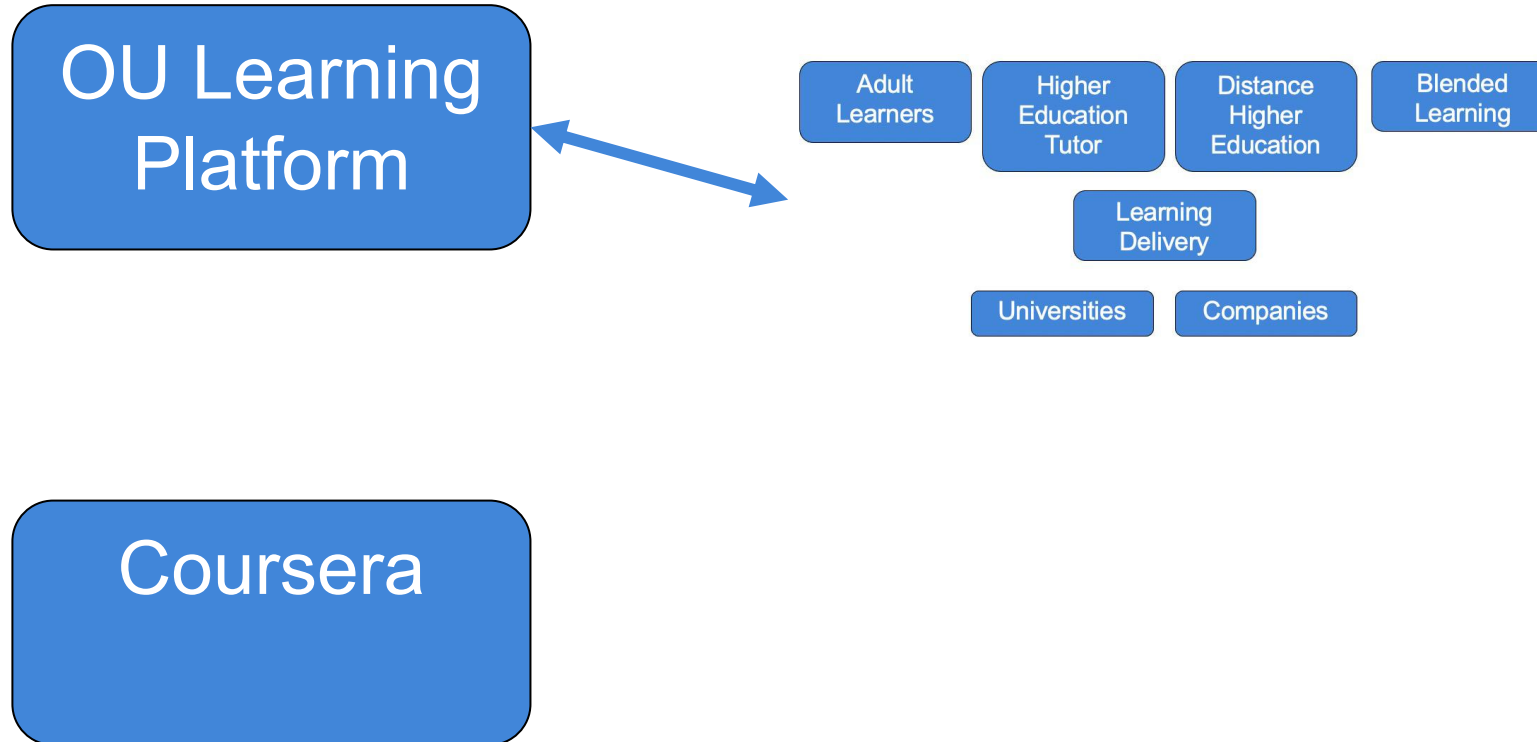 OU Learning
Platform
Adult
Learners
Higher
Education
Tutor
Distance
Higher
Education
Blended
Learning
Learning
Delivery
Universities
Companies
Coursera